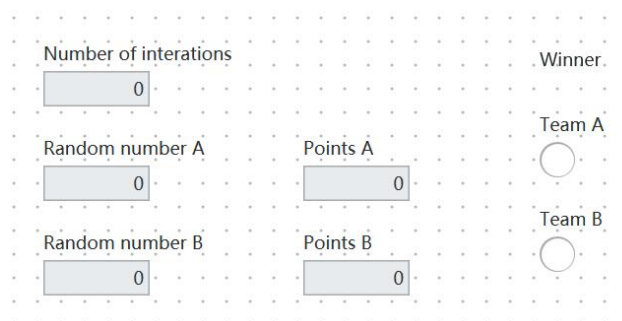 Number of interations
Winner
0
Team A
Random number A
Points A
0
0
Team B
Random number B
Points B
0
0